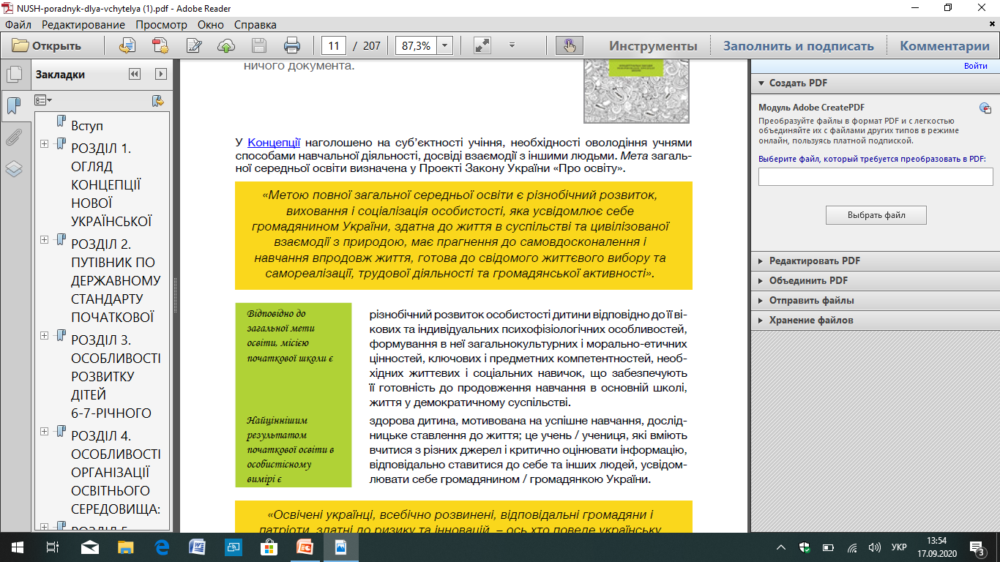 NUSH-poradnyk-dlya-vchytelya (1).pdf - Adobe Reader
Файл Редактирование Просмотр Окно Справка
Открыть 11 / 207 87,3% Инструменты Заполнить и подписать Комментарии
Закладки
Вступ
РОЗДІЛ 1.
ОГЛЯД
КОНЦЕПЦІЇ
НОВОЇ
УКРАЇНСЬКОЇ
РОЗДІЛ 2.
ПУТІВНИК ПО
ДЕРЖАВНОМУ
СТАНДАРТУ
ПОЧАТКОВОЇ
РОЗДІЛ 3.
ОСОБЛИВОСТІ
РОЗВИТКУ
ДІТЕЙ
6-7-РІЧНОГО
РОЗДІЛ 4.
ОСОБЛИВОСТІ
ОРГАНІЗАЦІЇ
ОСВІТНЬОГО
СЕРЕДОВИЩА:
РОЗДІЛ 5.
ничого документа.
У Концепції наголошено на суб’єктності учіння, необхідності оволодіння учнями
способами навчальної діяльності, досвіді взаємодії з іншими людьми. Мета загаль-
ної середньої освіти визначена у Проекті Закону України «Про освіту».
«Метою повної загальної середньої освіти є різнобічний розвиток,
виховання і соціалізація особистості, яка усвідомлює себе
громадянином України, здатна до життя в суспільстві та цивілізованої
взаємодії з природою, має прагнення до самовдосконалення і
навчання впродовж життя, готова до свідомого життєвого вибору та
самореалізації, трудової діяльності та громадянської активності».
Відповідно до
загальної мети
освіти, місією
початкової школи є
різнобічний розвиток особистості дитини відповідно до її ві-
кових та індивідуальних психофізіологічних особливостей,
формування в неї загальнокультурних і морально-етичних
цінностей, ключових і предметних компетентностей, необ-
хідних життєвих і соціальних навичок, що забезпечують
її готовність до продовження навчання в основній школі,
життя у демократичному суспільстві.
Найціннішим
результатом
початкової освіти в
особистісному
вимірі є
здорова дитина, мотивована на успішне навчання, дослід-
ницьке ставлення до життя; це учень / учениця, які вміють
вчитися з різних джерел і критично оцінювати інформацію,
відповідально ставитися до себе та інших людей, усвідом-
лювати себе громадянином / громадянкою України.
«Освічені українці, всебічно розвинені, відповідальні громадяни і
патріоти, здатні до ризику та інновацій, – ось хто поведе українську
Войти
Создать PDF
Модуль Adobe CreatePDF
Преобразуйте файлы в формат PDF и с легкостью
объединяйте их с файлами других типов в режиме
онлайн, пользуясь платной подпиской.
Выберите файл, который требуется преобразовать в PDF:
Выбрать файл
Редактировать PDF
Объединить PDF
Отправить файлы
Хранение файлов
УКР
13:54
17.09.2020
3